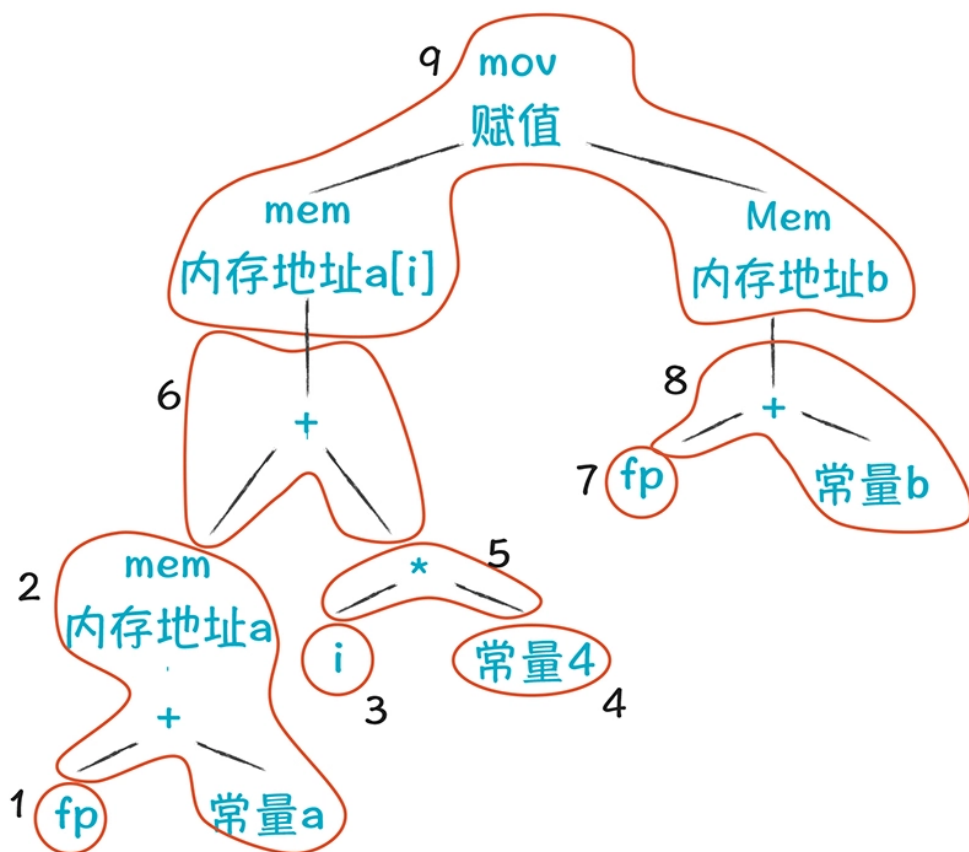 9 mov
赋值
mem
内存地址a[i]
Mem
内存地址b
6
+
8
+
7 fp
常量b
2
mem
内存地址a
+
1 fp
常量a
*
5
i
3
常量4
4